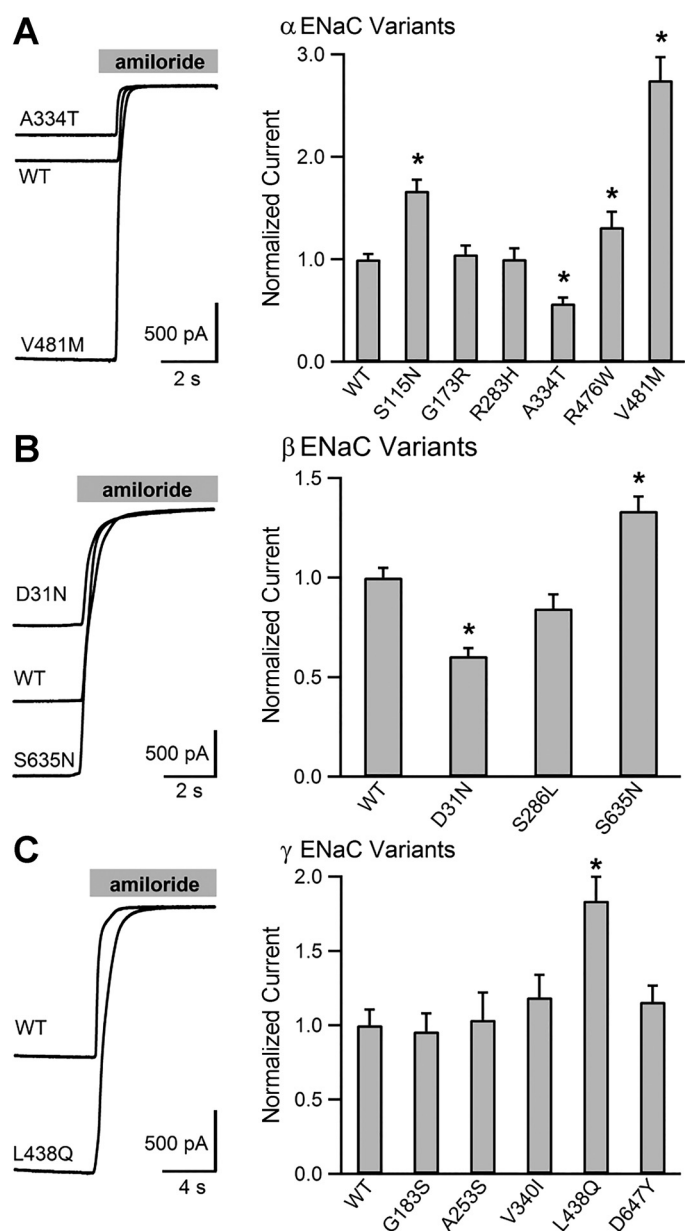 A
α ENaC Variants
amiloride
A334T
WT
V481M
500 pA
2 s
Normalized Current
3.0
2.0
1.0
0.0
*
*
*
*
WT
S115N
G173R
R283H
A334T
R476W
V481M
B
β ENaC Variants
amiloride
D31N
WT
S635N
500 pA
2 s
Normalized Current
1.5
1.0
0.5
0.0
*
*
WT
D31N
S286L
S635N
C
γ ENaC Variants
amiloride
WT
L438Q
500 pA
4 s
Normalized Current
2.0
1.5
1.0
0.5
0.0
*
WT
G183S
A253S
V340I
L438Q
D647Y